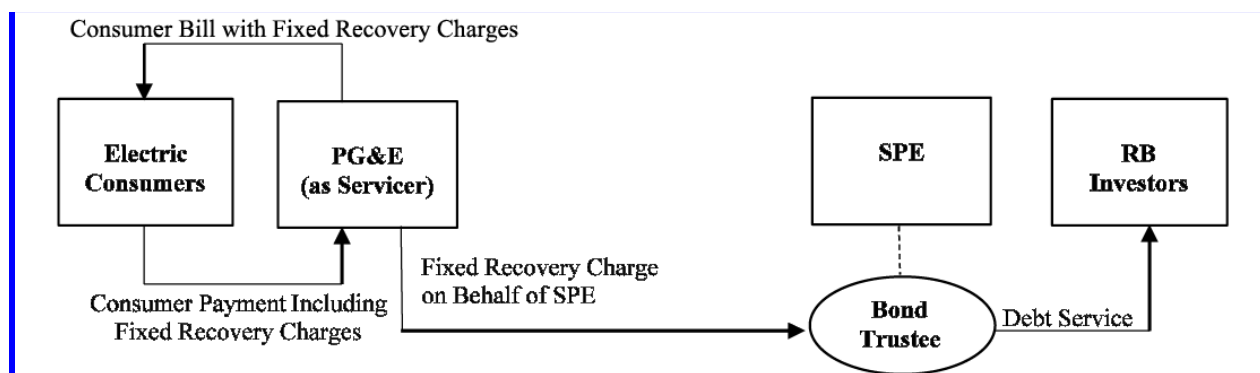 Consumer Bill with Fixed Recovery Charges
Electric
Consumers
PG&E
(as Servicer)
SPE
RB
Investors
Consumer Payment Including
Fixed Recovery Charges
Fixed Recovery Charge
on Behalf of SPE
Bond
Trustee
Debt Service